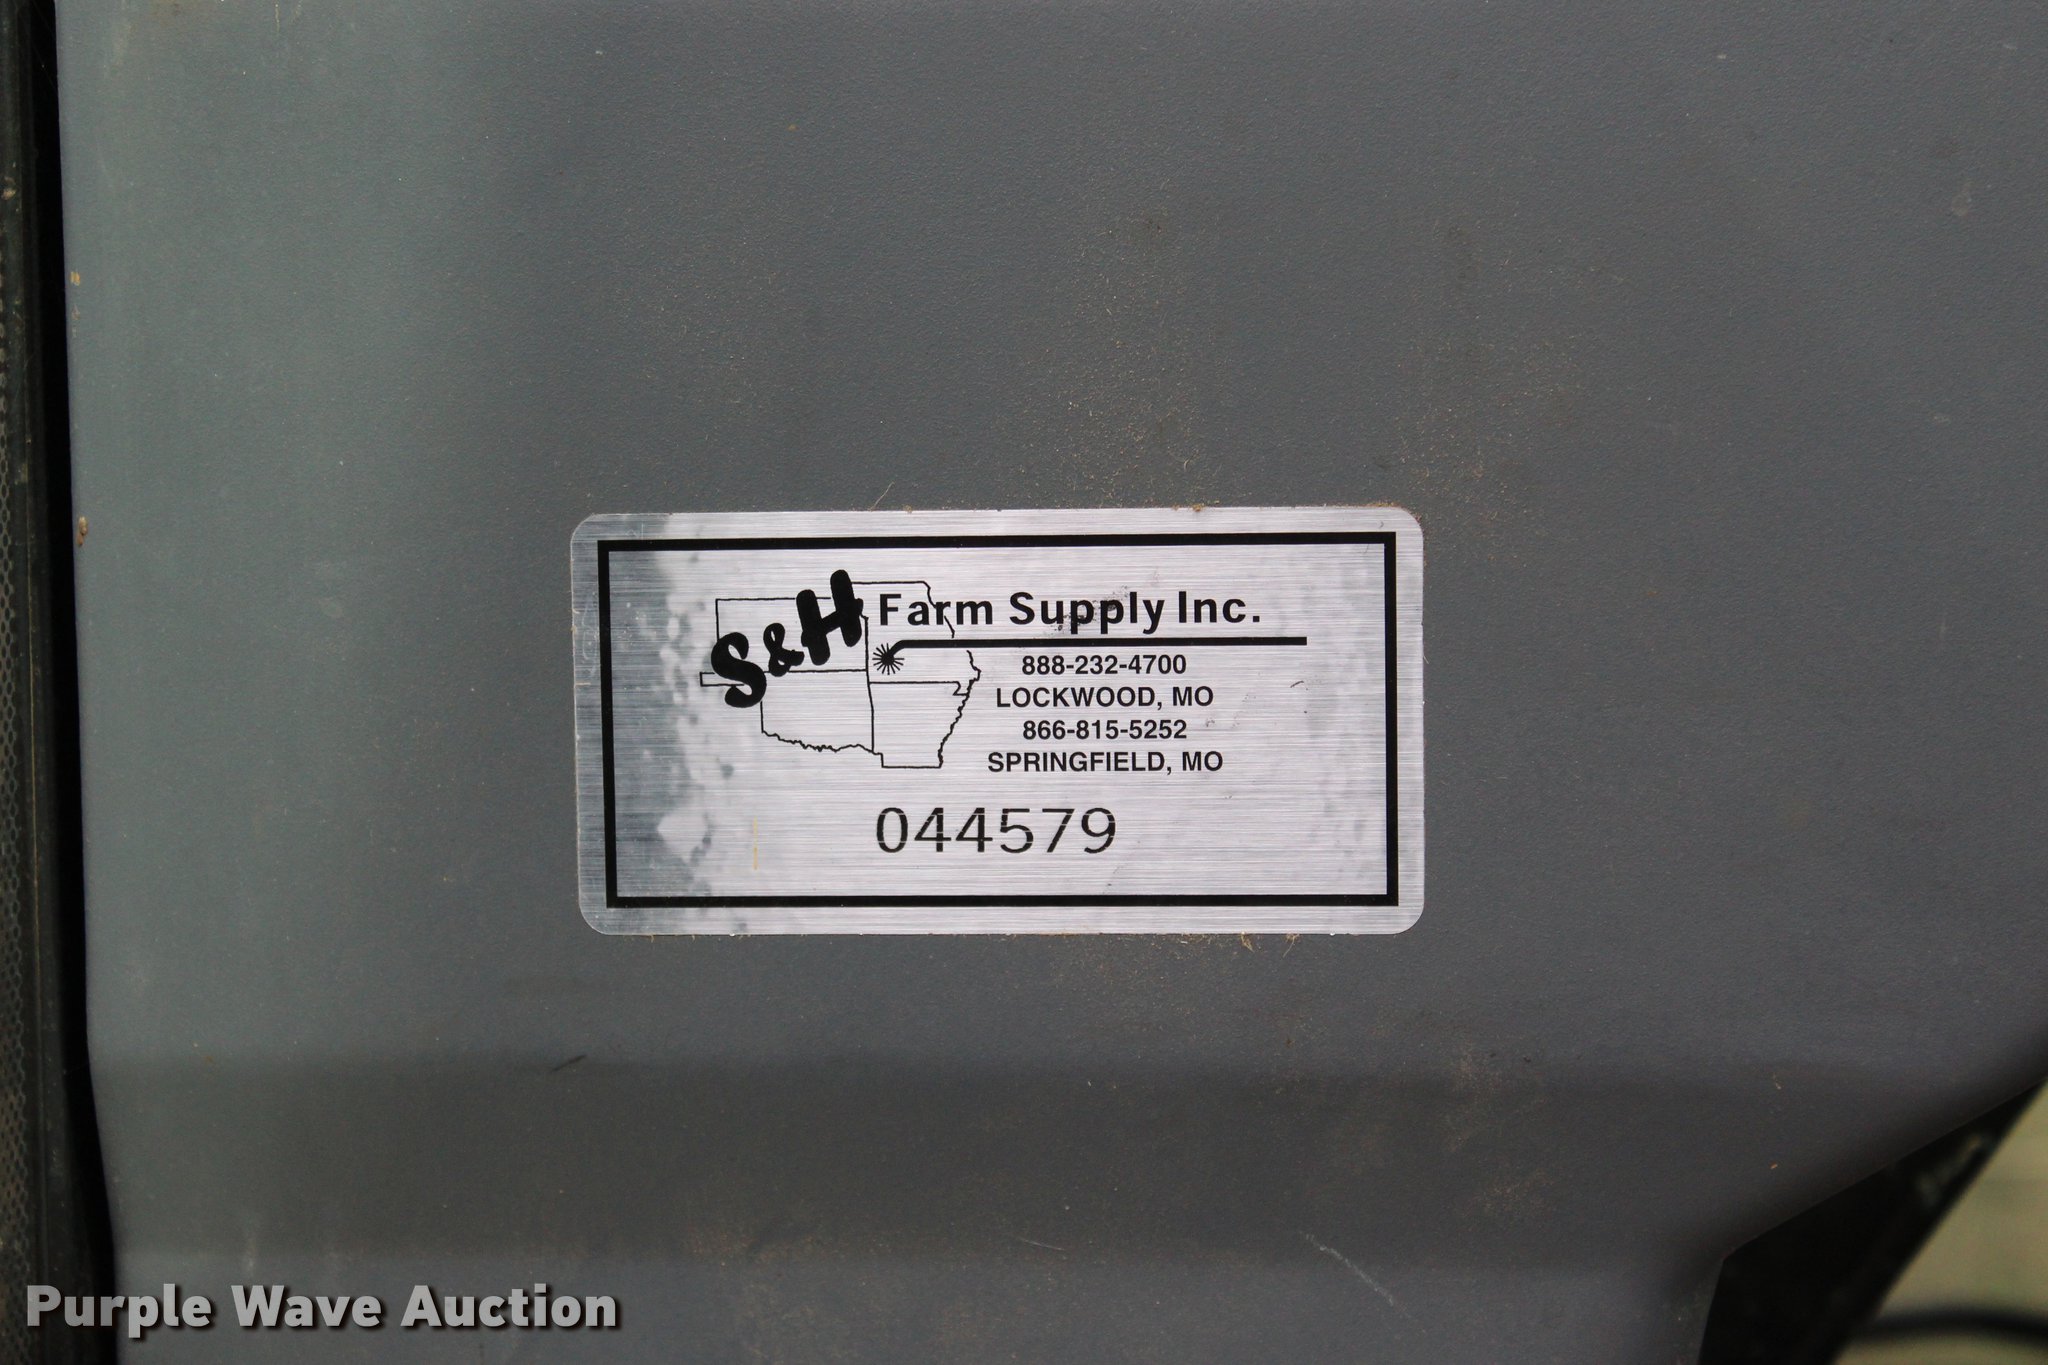 S&H Farm Supply Inc.
888-232-4700
LOCKWOOD, MO
866-815-5252
SPRINGFIELD, MO
044579
Purple Wave Auction